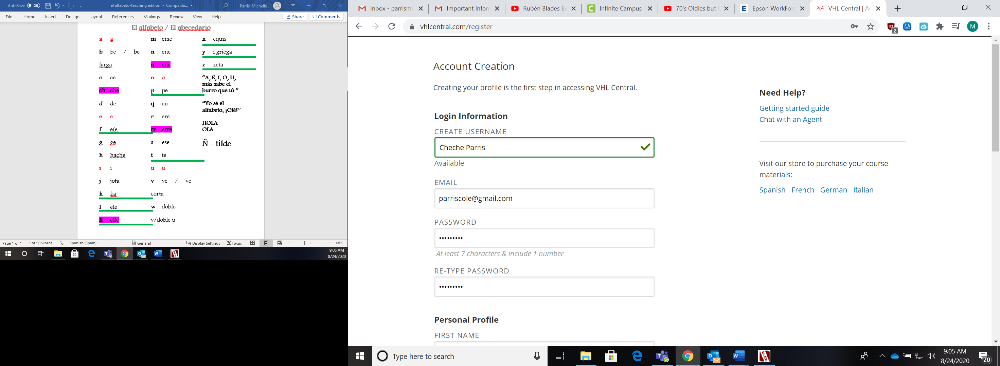 AutoSave Off el alfabeto-teaching edition - Compatibi... Parris, Michelle J
File Home Insert Design Layout References Mailings Review View Help Share Comments
El alfabeto / El abecedario
a a
b be / be
larga
c ce
ch che
d de
e e
f efe
g ge
h hache
i i
j jota
k ka
l ele
ll elle
m eme
n ene
ñ eñe
o o
p pe
q cu
r ere
rr erre
s ese
t te
u u
v ve / ve
corta
w doble
v/doble u
x equis
y i griega
z zeta
“A, E, I, O, U,
más sabe el
burro que tú.”
“Yo sé el
alfabeto, ¡Olé!”
HOLA
OLA
Ñ ~ tilde
Page 1 of 1 5 of 90 words Spanish (Spain) General Display Settings Focus 68%
9:05 AM
8/24/2020
Inbox - parrismi Important Inform Rubén Blades Ex Infinite Campus 70's Oldies but Epson WorkForc VHL Central | Ac
vhlcentral.com/register 2 M
Account Creation
Creating your profile is the first step in accessing VHL Central.
Login Information
CREATE USERNAME
Cheche Parris
Available
EMAIL
parriscole@gmail.com
PASSWORD
•••••••••
At least 7 characters & include 1 number
RE-TYPE PASSWORD
•••••••••
Personal Profile
FIRST NAME
Need Help?
Getting started guide
Chat with an Agent
Visit our store to purchase your course
materials:
Spanish French German Italian
Type here to search
9:05 AM
8/24/2020
20